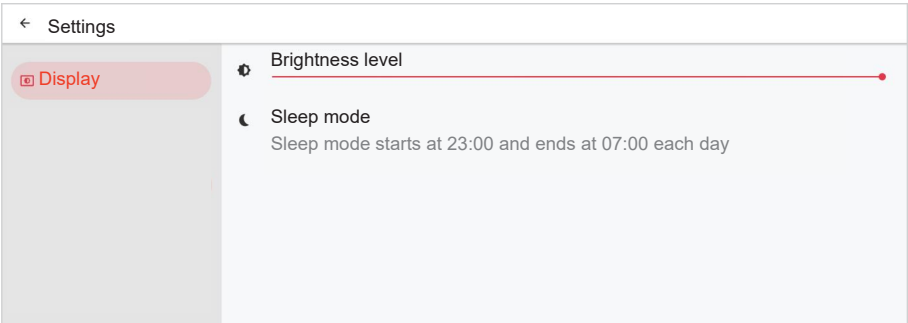 Settings
Display
Brightness level
Sleep mode
Sleep mode starts at 23:00 and ends at 07:00 each day